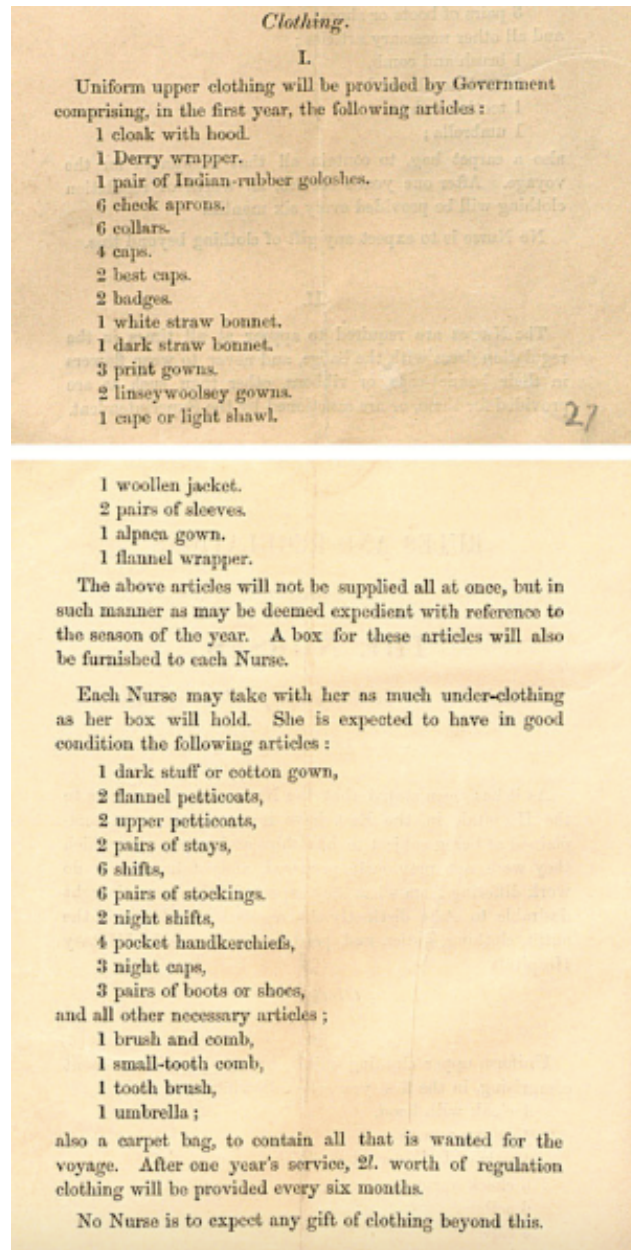 Clothing.
I.
Uniform upper clothing will be provided by Government
comprising, in the first year, the following articles :
1 cloak with hood.
1 Derry wrapper.
1 pair of Indian-rubber goloshes.
6 check aprons.
6 collars.
4 caps.
2 best caps.
2 badges.
1 white straw bonnet.
1 dark straw bonnet.
3 print gowns.
2 linseywoolsey gowns.
1 cape or light shawl.
27
1 woollen jacket.
2 pairs of sleeves.
1 alpaca gown.
1 flannel wrapper.
The above articles will not be supplied all at once, but in
such manner as may be deemed expedient with reference to
the season of the year. A box for these articles will also
be furnished to each Nurse.
Each Nurse may take with her as much under-clothing
as her box will hold. She is expected to have in good
condition the following articles :
1 dark stuff or cotton gown,
2 flannel petticoats,
2 upper petticoats,
2 pairs of stays,
6 shifts,
6 pairs of stockings.
2 night shifts,
4 pocket handkerchiefs,
3 night caps,
3 pairs of boots or shoes,
and all other necessary articles ;
1 brush and comb,
1 small-tooth comb,
1 tooth brush,
1 umbrella ;
also a carpet bag, to contain all that is wanted for the
voyage. After one year's service, 2l. worth of regulation
clothing will be provided every six months.
No Nurse is to expect any gift of clothing beyond this.